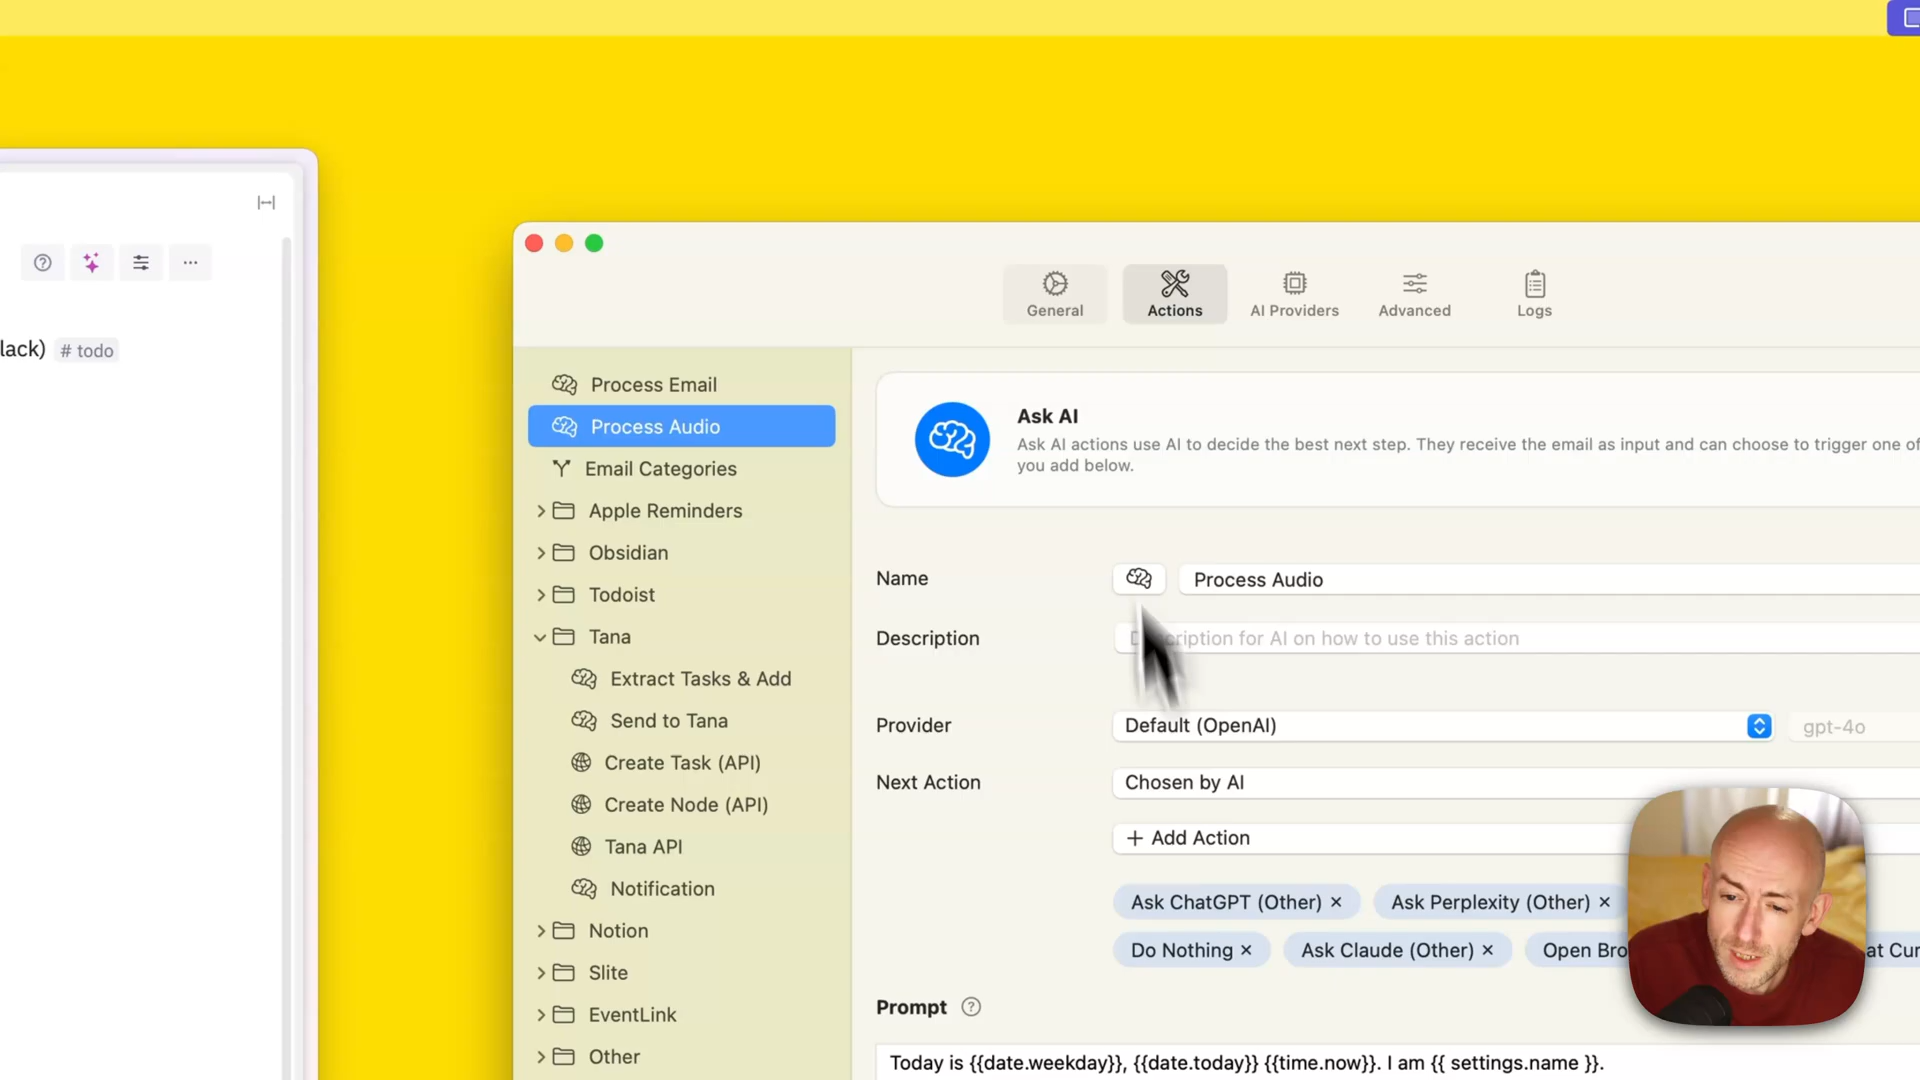 lack) # todo
General
Actions
AI Providers
Advanced
Logs
Process Email
Process Audio
Email Categories
Apple Reminders
Obsidian
Todoist
Tana
Extract Tasks & Add
Send to Tana
Create Task (API)
Create Node (API)
Tana API
Notification
Notion
Slite
EventLink
Other
Ask AI
Ask AI actions use AI to decide the best next step. They receive the email as input and can choose to trigger one of
you add below.
Name
Process Audio
Description
cription for AI on how to use this action
Provider
Default (OpenAI)
gpt-4o
Next Action
Chosen by AI
+ Add Action
Ask ChatGPT (Other) × Ask Perplexity (Other) ×
Do Nothing × Ask Claude (Other) × Open Bro at Cur
Prompt ?
Today is {{date.weekday}}, {{date.today}} {{time.now}}. I am {{ settings.name }}.